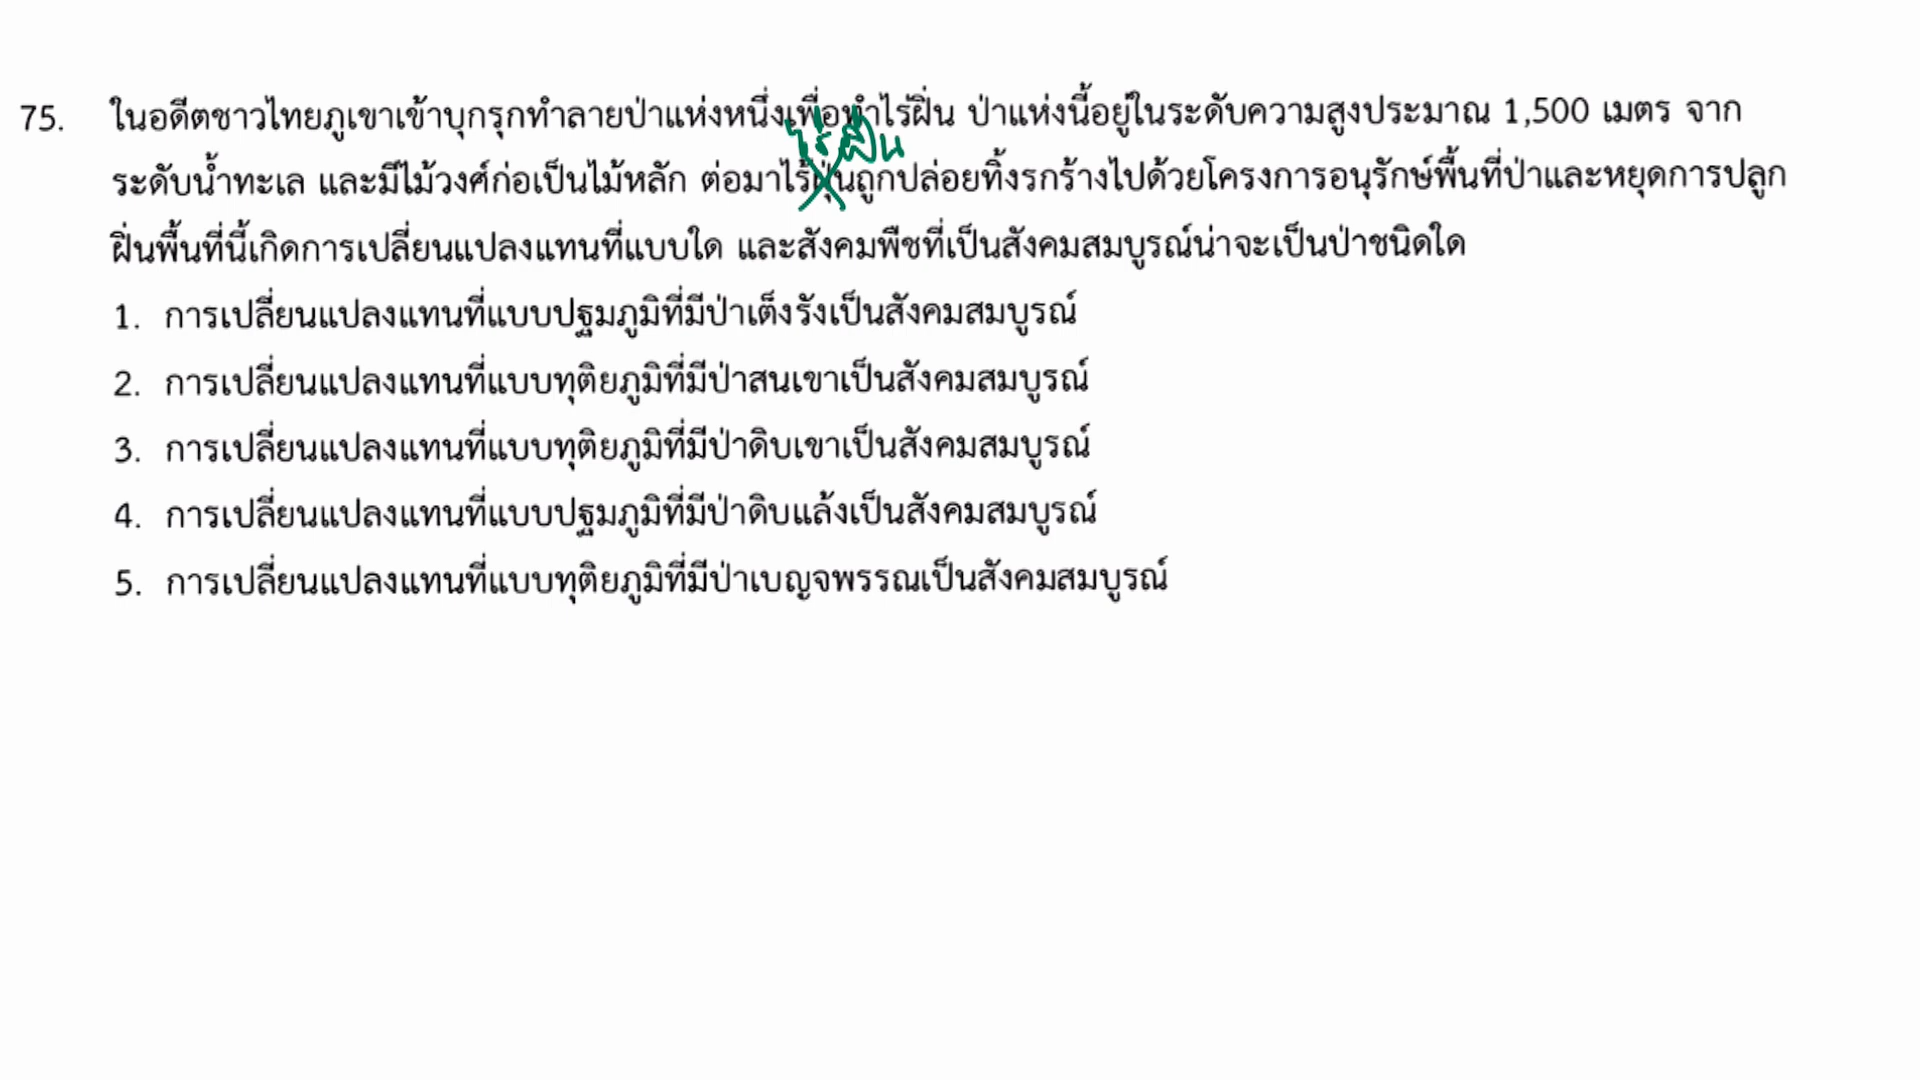 75. ในอดีตชาวไทยภูเขาเข้าบุกรุกทำลายป่าแห่งหนึ่งเพื่อทำไร่ฝิ่น ป่าแห่งนี้อยู่ในระดับความสูงประมาณ 1,500 เมตร จาก
ไร่ฝิ่น
ระดับน้ำทะเล และมีไม้วงศ์ก่อเป็นไม้หลัก ต่อมาไร้ฝุ่นถูกปล่อยทิ้งรกร้างไปด้วยโครงการอนุรักษ์พื้นที่ป่าและหยุดการปลูก
ฝิ่นพื้นที่นี้เกิดการเปลี่ยนแปลงแทนที่แบบใด และสังคมพืชที่เป็นสังคมสมบูรณ์น่าจะเป็นป่าชนิดใด
1. การเปลี่ยนแปลงแทนที่แบบปฐมภูมิที่มีป่าเต็งรังเป็นสังคมสมบูรณ์
2. การเปลี่ยนแปลงแทนที่แบบทุติยภูมิที่มีป่าสนเขาเป็นสังคมสมบูรณ์
3. การเปลี่ยนแปลงแทนที่แบบทุติยภูมิที่มีป่าดิบเขาเป็นสังคมสมบูรณ์
4. การเปลี่ยนแปลงแทนที่แบบปฐมภูมิที่มีป่าดิบแล้งเป็นสังคมสมบูรณ์
5. การเปลี่ยนแปลงแทนที่แบบทุติยภูมิที่มีป่าเบญจพรรณเป็นสังคมสมบูรณ์